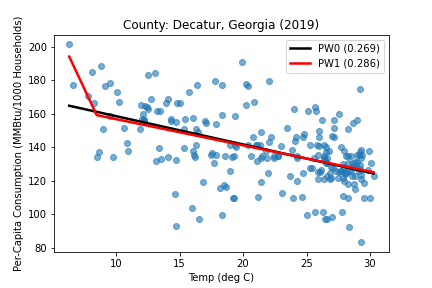 County: Decatur, Georgia (2019)
PW0 (0.269)
PW1 (0.286)
Per-Capita Consumption (MMBtu/1000 Households)
200
180
160
140
120
100
80
10 15 20 25 30
Temp (deg C)